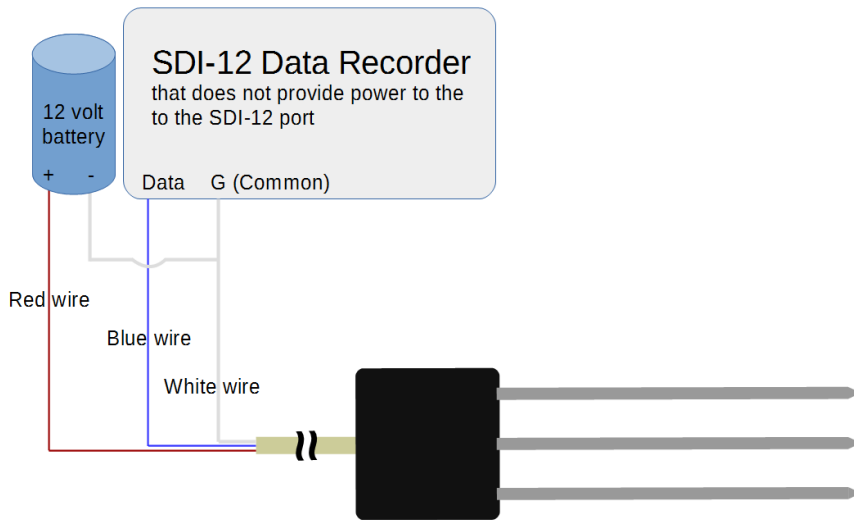 SDI-12 Data Recorder
that does not provide power to the
to the SDI-12 port
12 volt
battery
+ -
Data G (Common)
Red wire
Blue wire
White wire